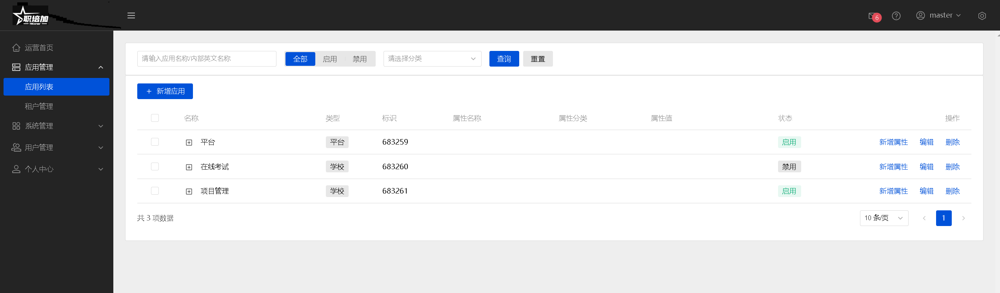 职培加
HiCareer
6
master
运营首页
应用管理
应用列表
租户管理
系统管理
用户管理
个人中心
请输入应用名称/内部英文名称 全部 启用 禁用 请选择分类 查询 重置
新增应用
名称 类型 标识 属性名称 属性分类 属性值 状态 操作
平台 平台 683259 启用 新增属性 编辑 删除
在线考试 学校 683260 禁用 新增属性 编辑 删除
项目管理 学校 683261 启用 新增属性 编辑 删除
共 3 项数据 10 条/页 1